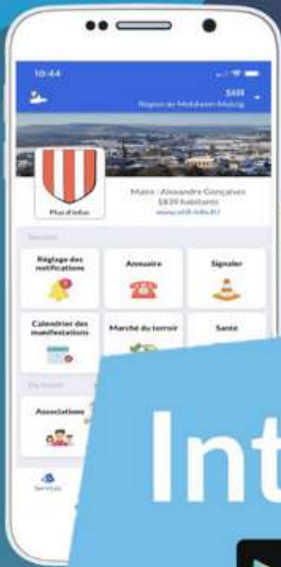 10:44
Still
Région de Molsheim-Mutzig
Maire : Alexandre Gonçalves
1839 habitants
www.still-info.fr/
Plus d'infos
Services
Réglage des
notifications
Annuaire
Signaler
Calendrier des
manifestations
Marché du terroir
Santé
Associations
Services
Int